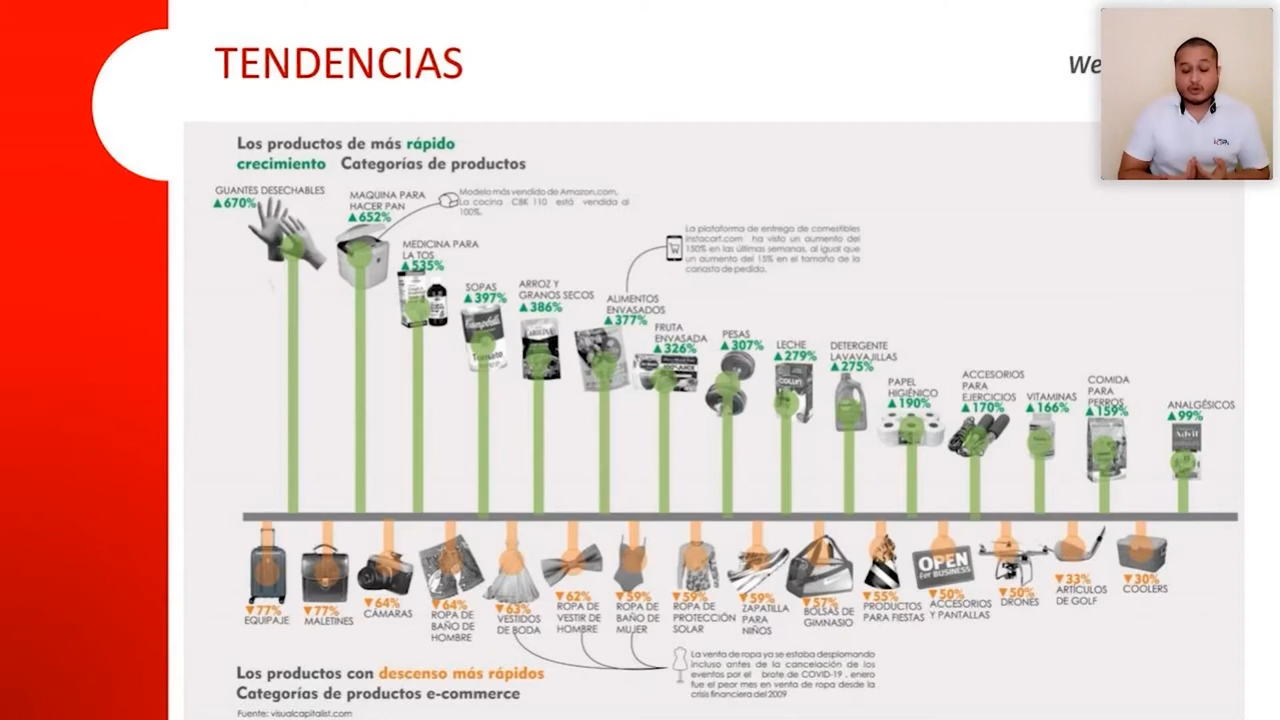 TENDENCIAS
We
Los productos de más rápido
crecimiento Categorías de productos
GUANTES DESECHABLES
▲670%
MAQUINA PARA
HACER PAN
▲652%
Modelo más vendido de Amazon.com,
La cocina CBK 110 está vendida al
100%.
MEDICINA PARA
LA TOS
▲535%
La plataforma de entrega de comestibles
instacart.com ha visto un aumento del
150% en las últimas semanas, al igual que
un aumento del 15% en el tamaño de la
canasta de pedido.
SOPAS
▲397%
ARROZ Y
GRANOS SECOS
▲386%
ALIMENTOS
ENVASADOS
▲377%
FRUTA
ENVASADA
▲326%
PESAS
▲307%
LECHE
▲279%
DETERGENTE
LAVAVAJILLAS
▲275%
PAPEL
HIGIÉNICO
▲190%
ACCESORIOS
PARA
EJERCICIOS
▲170%
VITAMINAS
▲166%
COMIDA
PARA
PERROS
▲159%
ANALGÉSICOS
▲99%
Campbell's
Tomato
CAROLINA
Advil
▼77%
EQUIPAJE
▼77%
MALETINES
▼64%
CÁMARAS
▼64%
ROPA DE
BAÑO DE
HOMBRE
▼63%
VESTIDOS
DE BODA
▼62%
ROPA DE
VESTIR DE
HOMBRE
▼59%
ROPA DE
BAÑO DE
MUJER
▼59%
ROPA DE
PROTECCIÓN
SOLAR
▼59%
ZAPATILLA
PARA
NIÑOS
▼57%
BOLSAS DE
GIMNASIO
▼55%
PRODUCTOS
PARA FIESTAS
OPEN
for BUSINESS
▼50%
ACCESORIOS
Y PANTALLAS
▼50%
DRONES
▼33%
ARTÍCULOS
DE GOLF
▼30%
COOLERS
La venta de ropa ya se estaba desplomando
incluso antes de la cancelación de los
eventos por el brote de COVID-19 . enero
fue el peor mes en venta de ropa desde la
crisis financiera del 2009
Los productos con descenso más rápidos
Categorías de productos e-commerce
Fuente: visualcapitalist.com